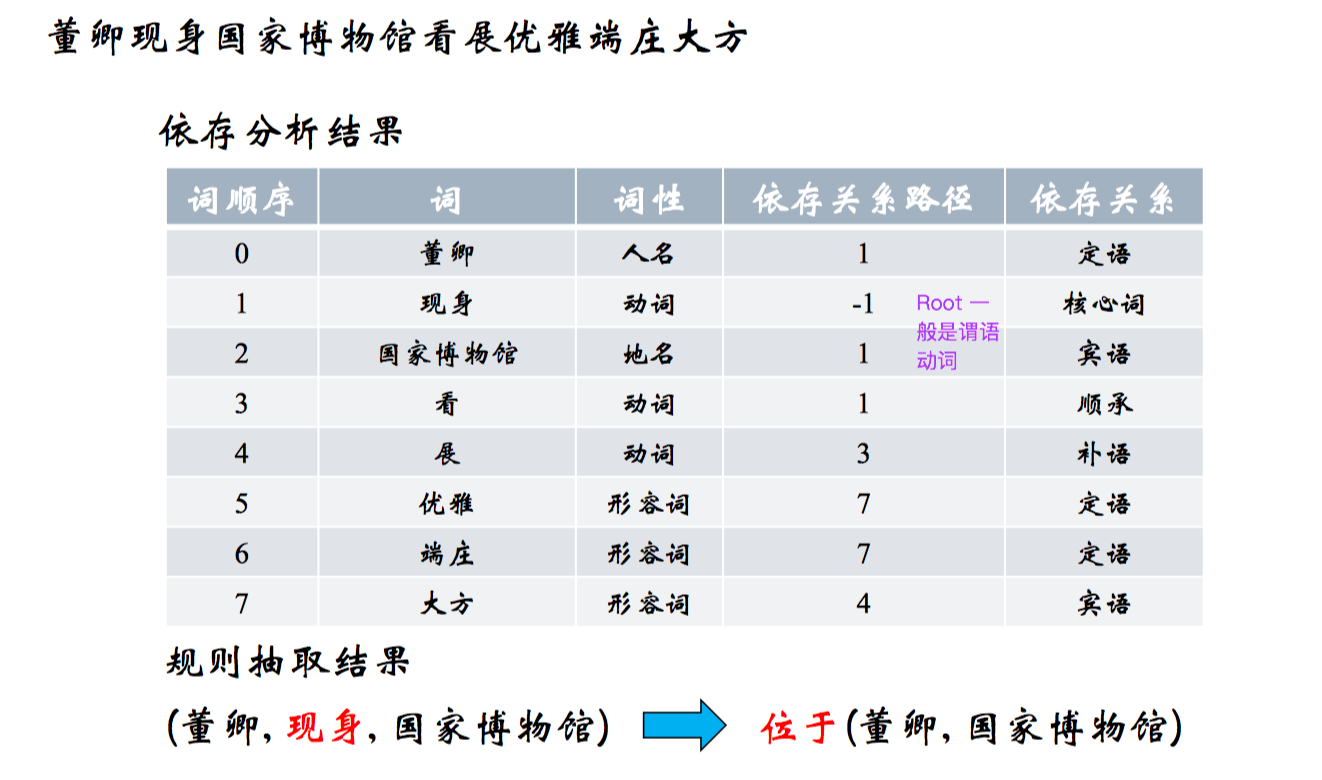 董卿现身国家博物馆看展优雅端庄大方
依存分析结果
词顺序 词 词性 依存关系路径 依存关系
0 董卿 人名 1 定语
1 现身 动词 -1 核心词
Root 一
般是谓语
动词
2 国家博物馆 地名 1 宾语
3 看 动词 1 顺承
4 展 动词 3 补语
5 优雅 形容词 7 定语
6 端庄 形容词 7 定语
7 大方 形容词 4 宾语
规则抽取结果
(董卿, 现身, 国家博物馆) 位于(董卿, 国家博物馆)